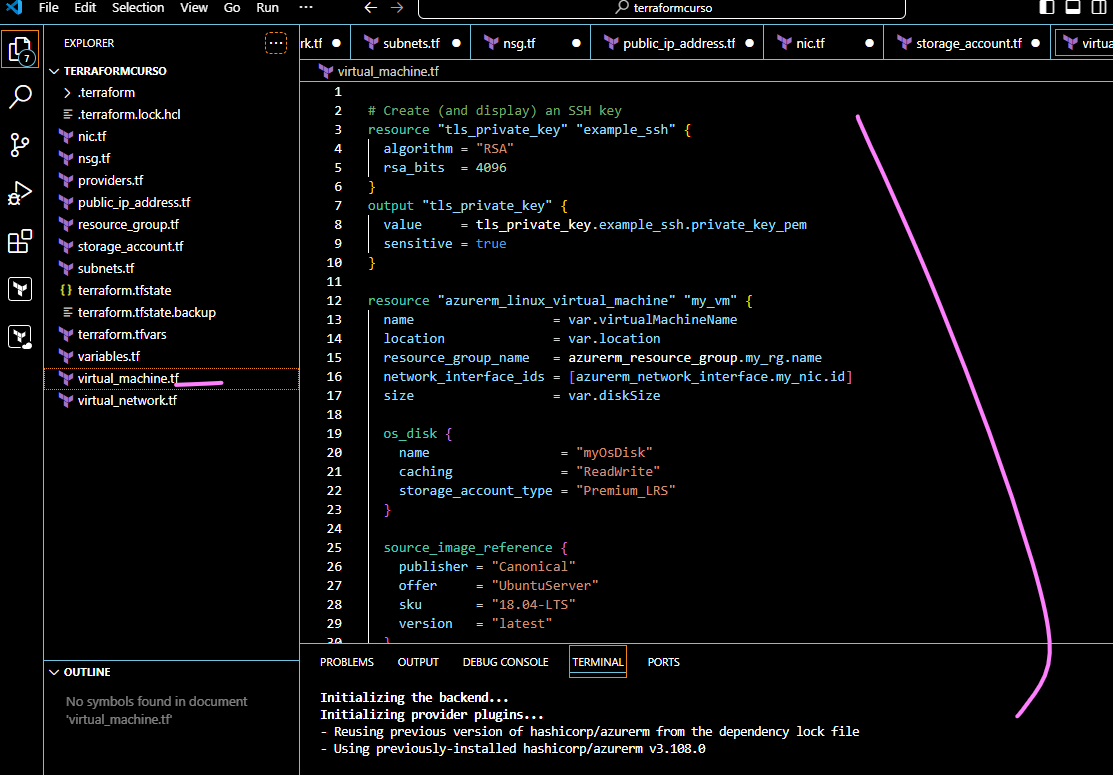 File Edit Selection View Go Run ···
terraformcurso
EXPLORER
TERRAFORMCURSO
.terraform
.terraform.lock.hcl
nic.tf
nsg.tf
providers.tf
public_ip_address.tf
resource_group.tf
storage_account.tf
subnets.tf
terraform.tfstate
terraform.tfstate.backup
terraform.tfvars
variables.tf
virtual_machine.tf
virtual_network.tf
OUTLINE
No symbols found in document
'virtual_machine.tf'
7
rk.tf subnets.tf nsg.tf public_ip_address.tf nic.tf storage_account.tf virtua
virtual_machine.tf
1
2 # Create (and display) an SSH key
3 resource "tls_private_key" "example_ssh" {
4 algorithm = "RSA"
5 rsa_bits = 4096
6 }
7 output "tls_private_key" {
8 value = tls_private_key.example_ssh.private_key_pem
9 sensitive = true
10 }
11
12 resource "azurerm_linux_virtual_machine" "my_vm" {
13 name = var.virtualMachineName
14 location = var.location
15 resource_group_name = azurerm_resource_group.my_rg.name
16 network_interface_ids = [azurerm_network_interface.my_nic.id]
17 size = var.diskSize
18
19 os_disk {
20 name = "myOsDisk"
21 caching = "ReadWrite"
22 storage_account_type = "Premium_LRS"
23 }
24
25 source_image_reference {
26 publisher = "Canonical"
27 offer = "UbuntuServer"
28 sku = "18.04-LTS"
29 version = "latest"
30 }
PROBLEMS OUTPUT DEBUG CONSOLE TERMINAL PORTS
Initializing the backend...
Initializing provider plugins...
- Reusing previous version of hashicorp/azurerm from the dependency lock file
- Using previously-installed hashicorp/azurerm v3.108.0